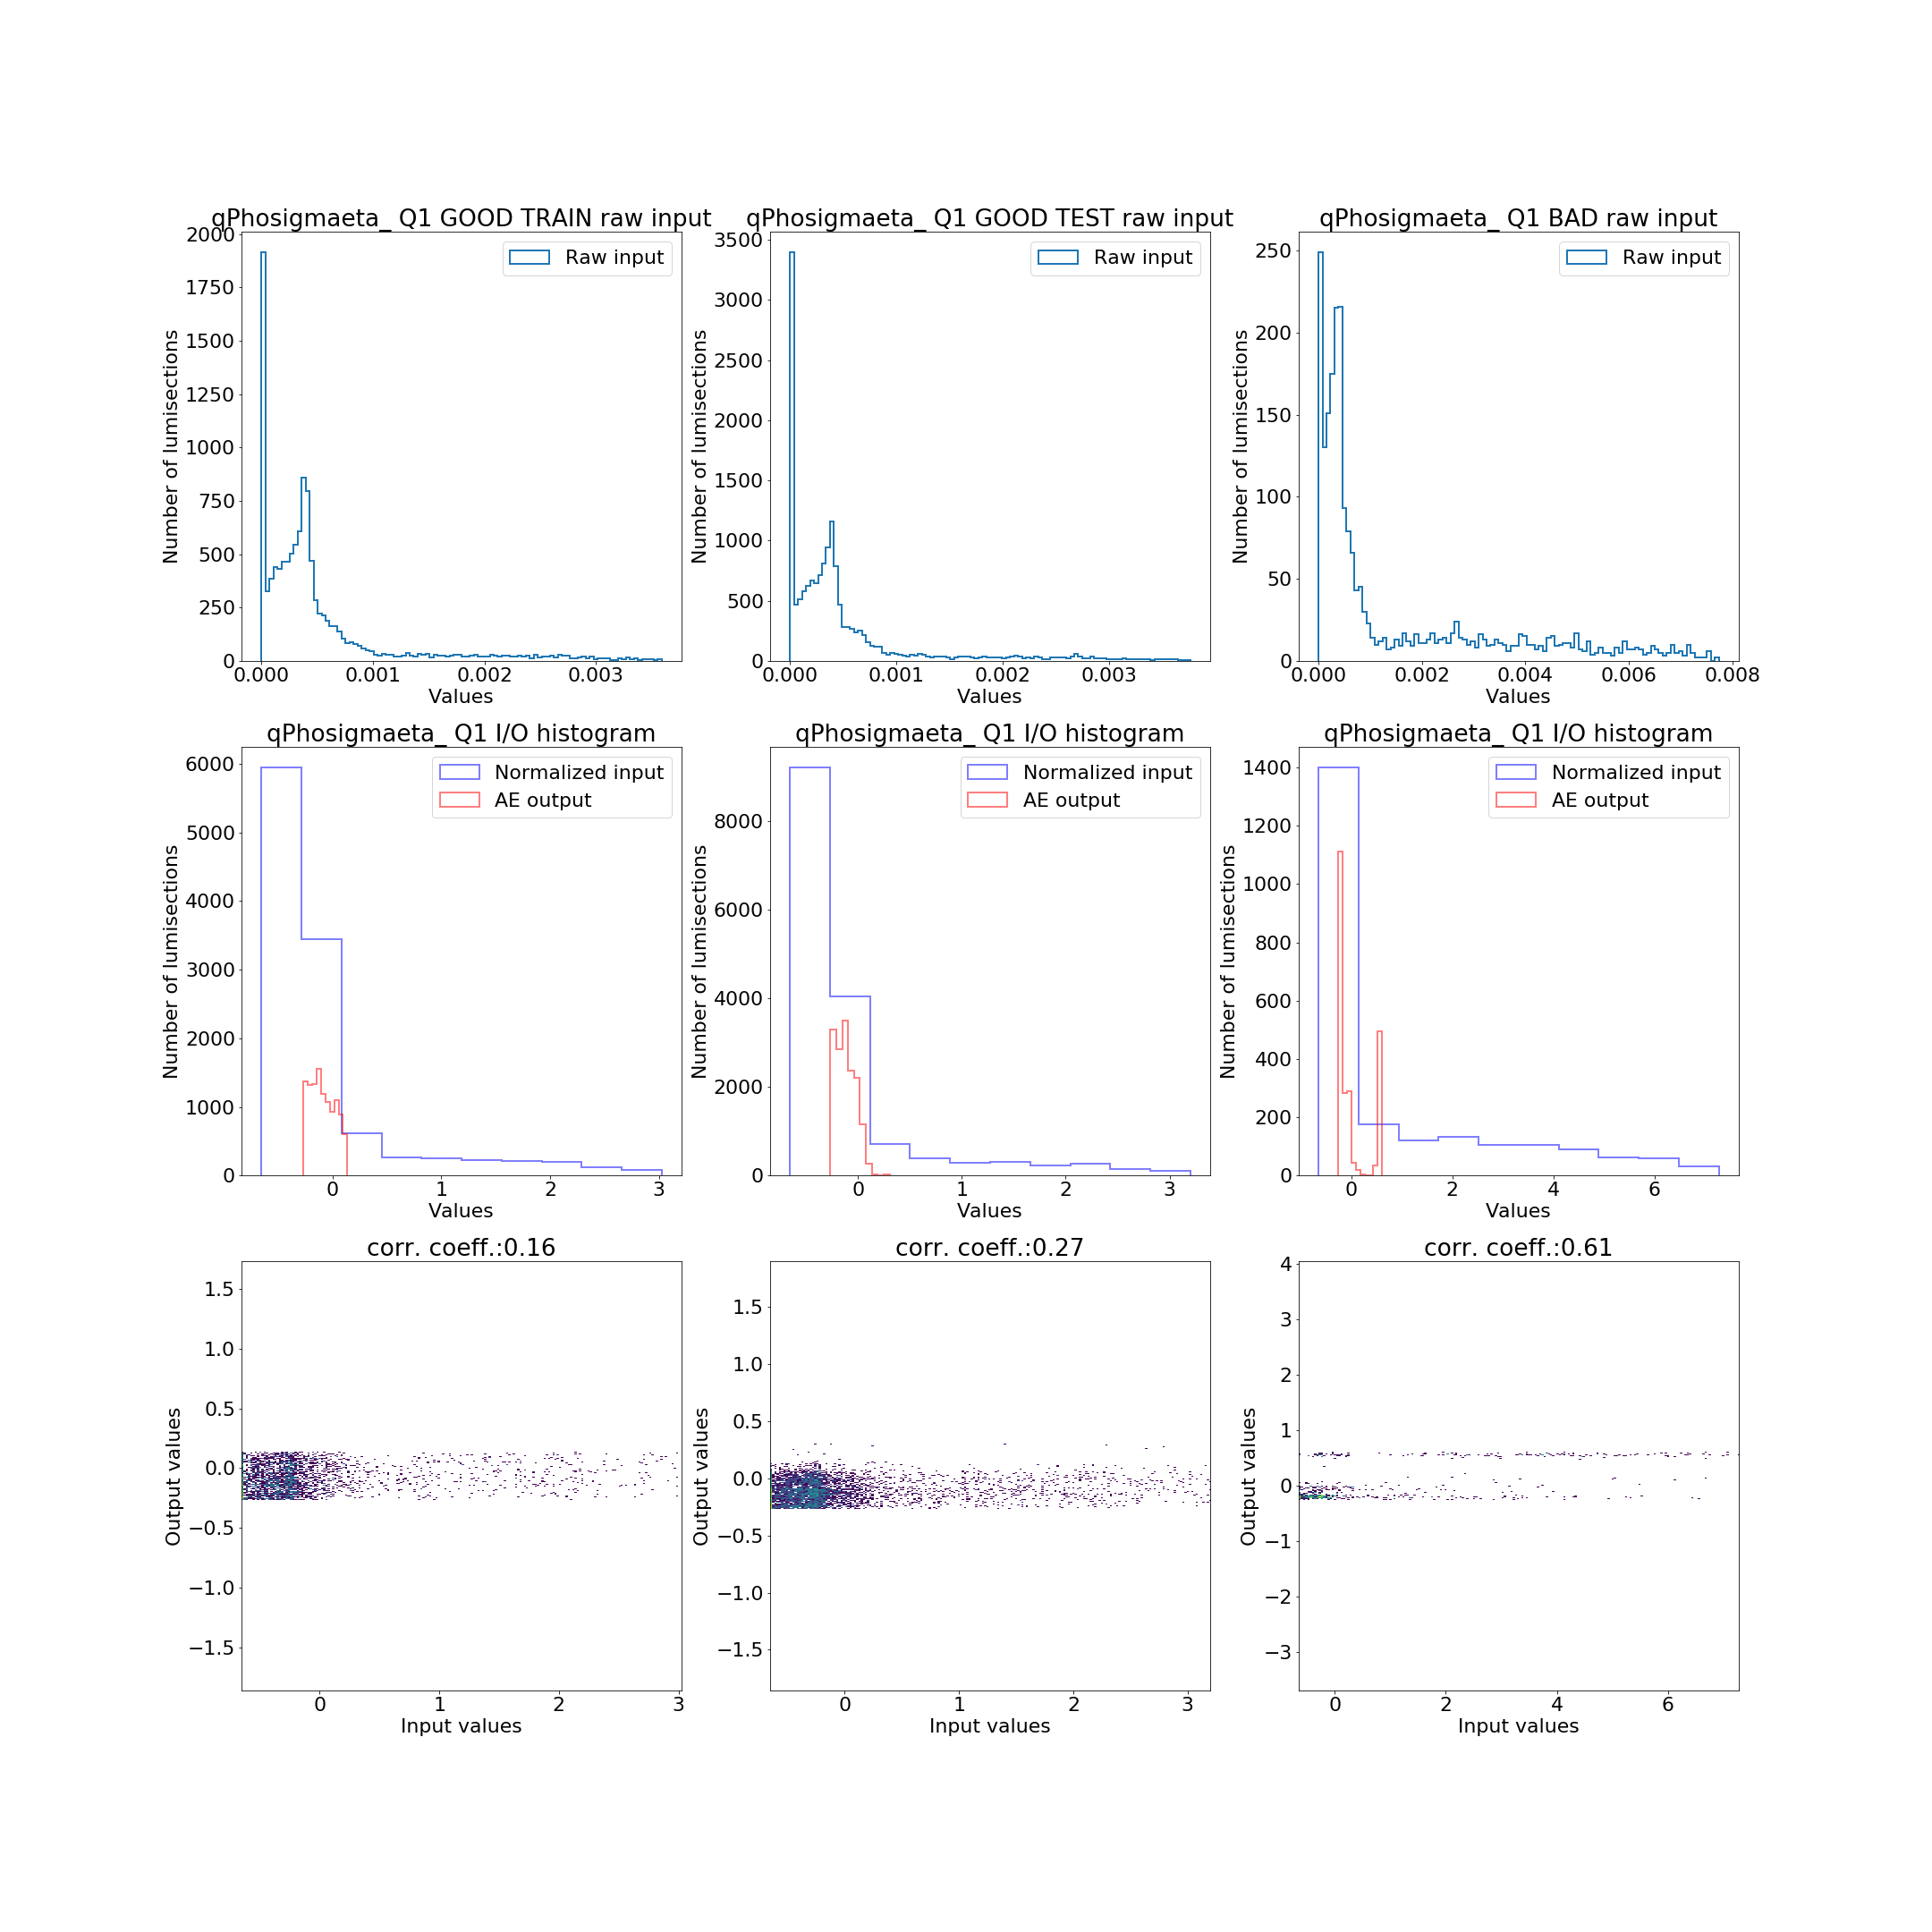 qPhosigmaeta_ Q1 GOOD TRAIN raw input
Number of lumisections
2000
1750
1500
1250
1000
750
500
250
0
Raw input
0.000 0.001 0.002 0.003
Values
qPhosigmaeta_ Q1 GOOD TEST raw input
Number of lumisections
3500
3000
2500
2000
1500
1000
500
0
Raw input
0.000 0.001 0.002 0.003
Values
qPhosigmaeta_ Q1 BAD raw input
Number of lumisections
250
200
150
100
50
0
Raw input
0.000 0.002 0.004 0.006 0.008
Values
qPhosigmaeta_ Q1 I/O histogram
Number of lumisections
6000
5000
4000
3000
2000
1000
0
Normalized input
AE output
0 1 2 3
Values
qPhosigmaeta_ Q1 I/O histogram
Number of lumisections
8000
6000
4000
2000
0
Normalized input
AE output
0 1 2 3
Values
qPhosigmaeta_ Q1 I/O histogram
Number of lumisections
1400
1200
1000
800
600
400
200
0
Normalized input
AE output
0 2 4 6
Values
corr. coeff.:0.16
Output values
1.5
1.0
0.5
0.0
−0.5
−1.0
−1.5
0 1 2 3
Input values
corr. coeff.:0.27
Output values
1.5
1.0
0.5
0.0
−0.5
−1.0
−1.5
0 1 2 3
Input values
corr. coeff.:0.61
Output values
4
3
2
1
0
−1
−2
−3
0 2 4 6
Input values